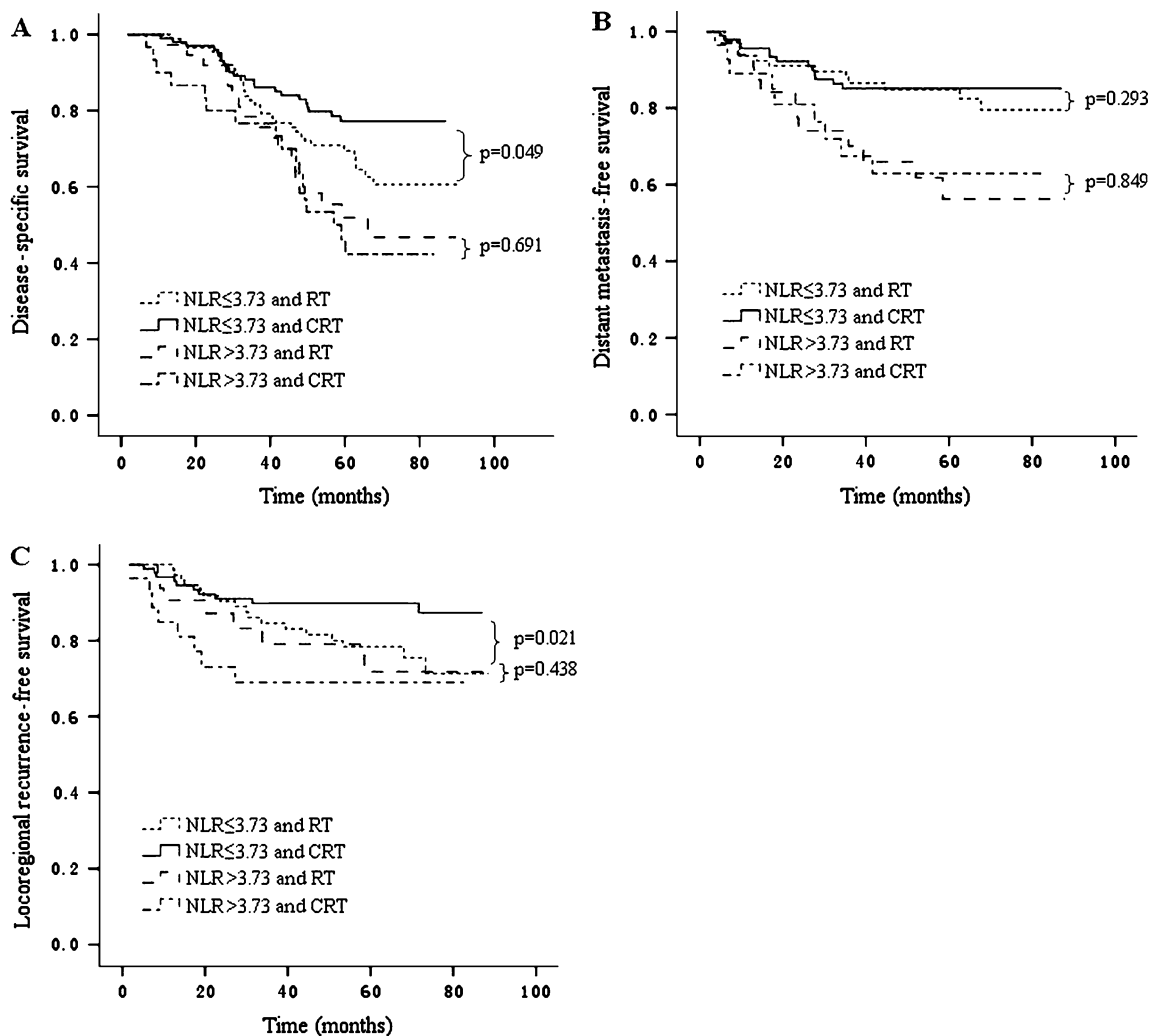 A
Disease-specific survival
1.0
0.8
0.6
0.4
0.2
0.0
p=0.049
p=0.691
NLR≤3.73 and RT
NLR≤3.73 and CRT
NLR>3.73 and RT
NLR>3.73 and CRT
0 20 40 60 80 100
Time (months)
B
Distant metastasis-free survival
1.0
0.8
0.6
0.4
0.2
0.0
p=0.293
p=0.849
NLR≤3.73 and RT
NLR≤3.73 and CRT
NLR>3.73 and RT
NLR>3.73 and CRT
0 20 40 60 80 100
Time (months)
C
Locoregional recurrence-free survival
1.0
0.8
0.6
0.4
0.2
0.0
p=0.021
p=0.438
NLR≤3.73 and RT
NLR≤3.73 and CRT
NLR>3.73 and RT
NLR>3.73 and CRT
0 20 40 60 80 100
Time (months)